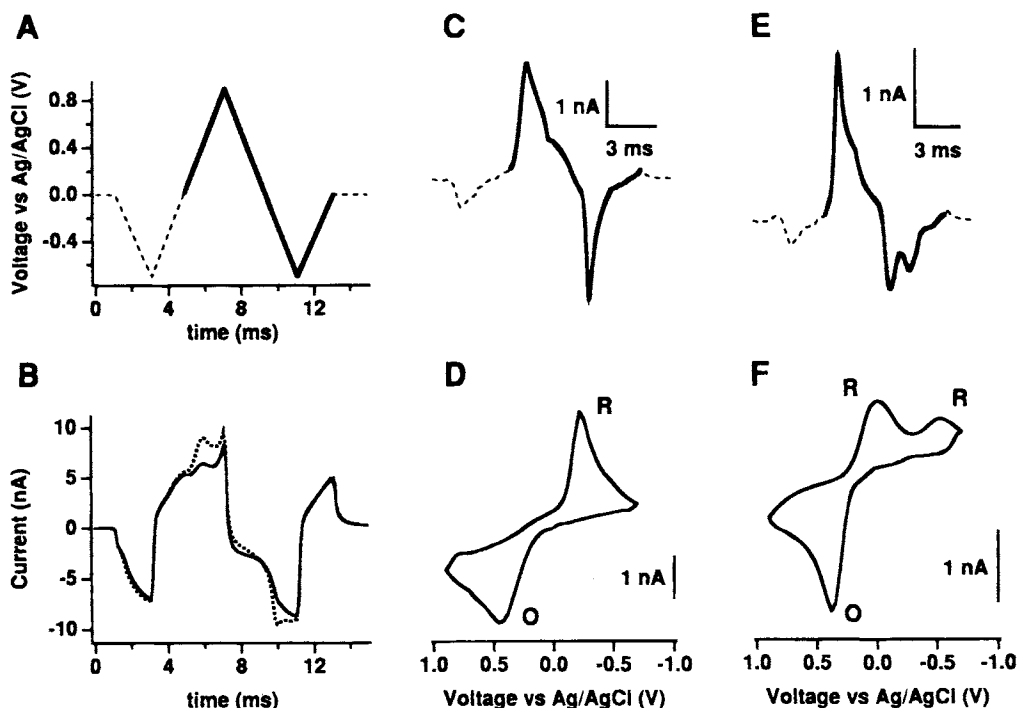 A
Voltage vs Ag/AgCl (V)
0.8
0.4
0.0
-0.4
0 4 8 12
time (ms)
C
1 nA
3 ms
E
1 nA
3 ms
B
Current (nA)
10
5
0
-5
-10
0 4 8 12
time (ms)
D
R
O
1 nA
1.0 0.5 0.0 -0.5 -1.0
Voltage vs Ag/AgCl (V)
F
R R
O
1 nA
1.0 0.5 0.0 -0.5 -1.0
Voltage vs Ag/AgCl (V)